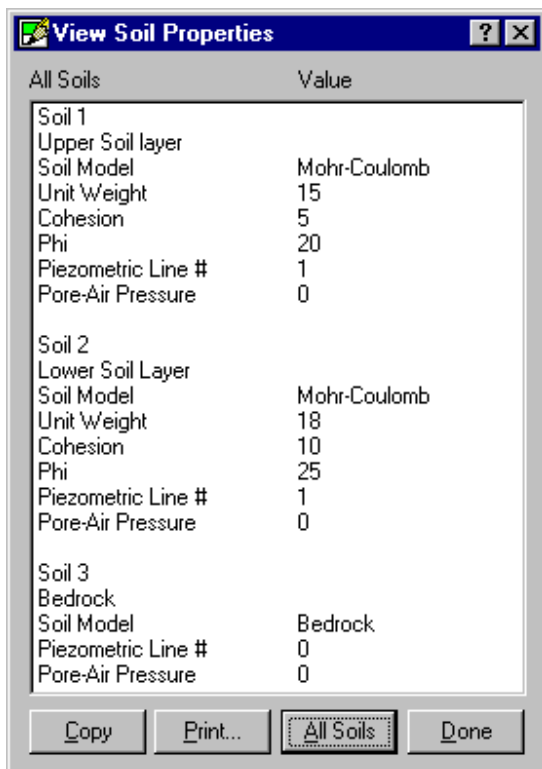 View Soil Properties ? X
All Soils Value
Soil 1
Upper Soil layer
Soil Model Mohr-Coulomb
Unit Weight 15
Cohesion 5
Phi 20
Piezometric Line # 1
Pore-Air Pressure 0
Soil 2
Lower Soil Layer
Soil Model Mohr-Coulomb
Unit Weight 18
Cohesion 10
Phi 25
Piezometric Line # 1
Pore-Air Pressure 0
Soil 3
Bedrock
Soil Model Bedrock
Piezometric Line # 0
Pore-Air Pressure 0
Copy Print... All Soils Done